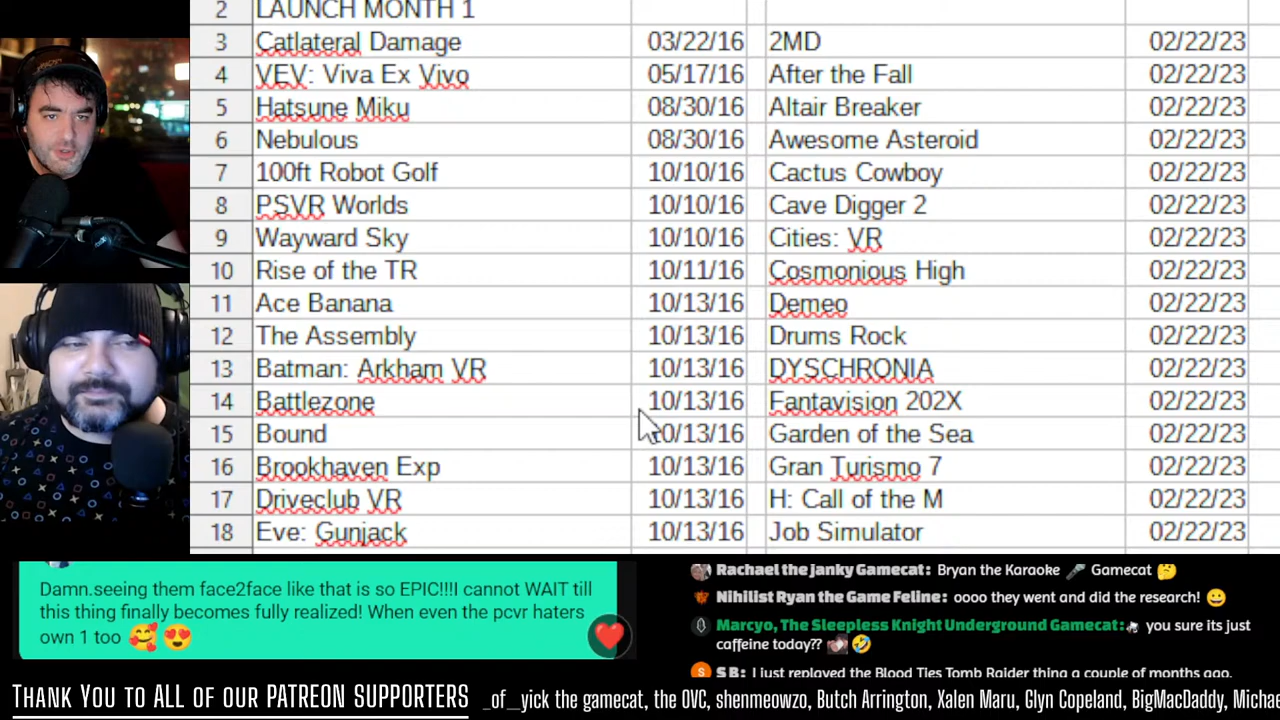 2 LAUNCH MONTH 1
3 Catlateral Damage 03/22/16 2MD 02/22/23
4 VEV: Viva Ex Vivo 05/17/16 After the Fall 02/22/23
5 Hatsune Miku 08/30/16 Altair Breaker 02/22/23
6 Nebulous 08/30/16 Awesome Asteroid 02/22/23
7 100ft Robot Golf 10/10/16 Cactus Cowboy 02/22/23
8 PSVR Worlds 10/10/16 Cave Digger 2 02/22/23
9 Wayward Sky 10/10/16 Cities: VR 02/22/23
10 Rise of the TR 10/11/16 Cosmonious High 02/22/23
11 Ace Banana 10/13/16 Demeo 02/22/23
12 The Assembly 10/13/16 Drums Rock 02/22/23
13 Batman: Arkham VR 10/13/16 DYSCHRONIA 02/22/23
14 Battlezone 10/13/16 Fantavision 202X 02/22/23
15 Bound 10/13/16 Garden of the Sea 02/22/23
16 Brookhaven Exp 10/13/16 Gran Turismo 7 02/22/23
17 Driveclub VR 10/13/16 H: Call of the M 02/22/23
18 Eve: Gunjack 10/13/16 Job Simulator 02/22/23
Damn.seeing them face2face like that is so EPIC!!!I cannot WAIT till
this thing finally becomes fully realized! When even the pcvr haters
own 1 too 🥰😍
Rachael the janky Gamecat: Bryan the Karaoke 🔫 Gamecat 🤔
Nihilist Ryan the Game Feline: oooo they went and did the research! 😀
Marcyo, The Sleepless Knight Underground Gamecat: you sure its just
caffeine today??
S B: I just replayed the Blood Ties Tomb Raider thing a couple of months ago.
THANK YOU TO ALL OF OUR PATREON SUPPORTERS _of__yick the gamecat, the OVC, shenmeowzo, Butch Arrington, Xalen Maru, Glyn Copeland, BigMacDaddy, Michae